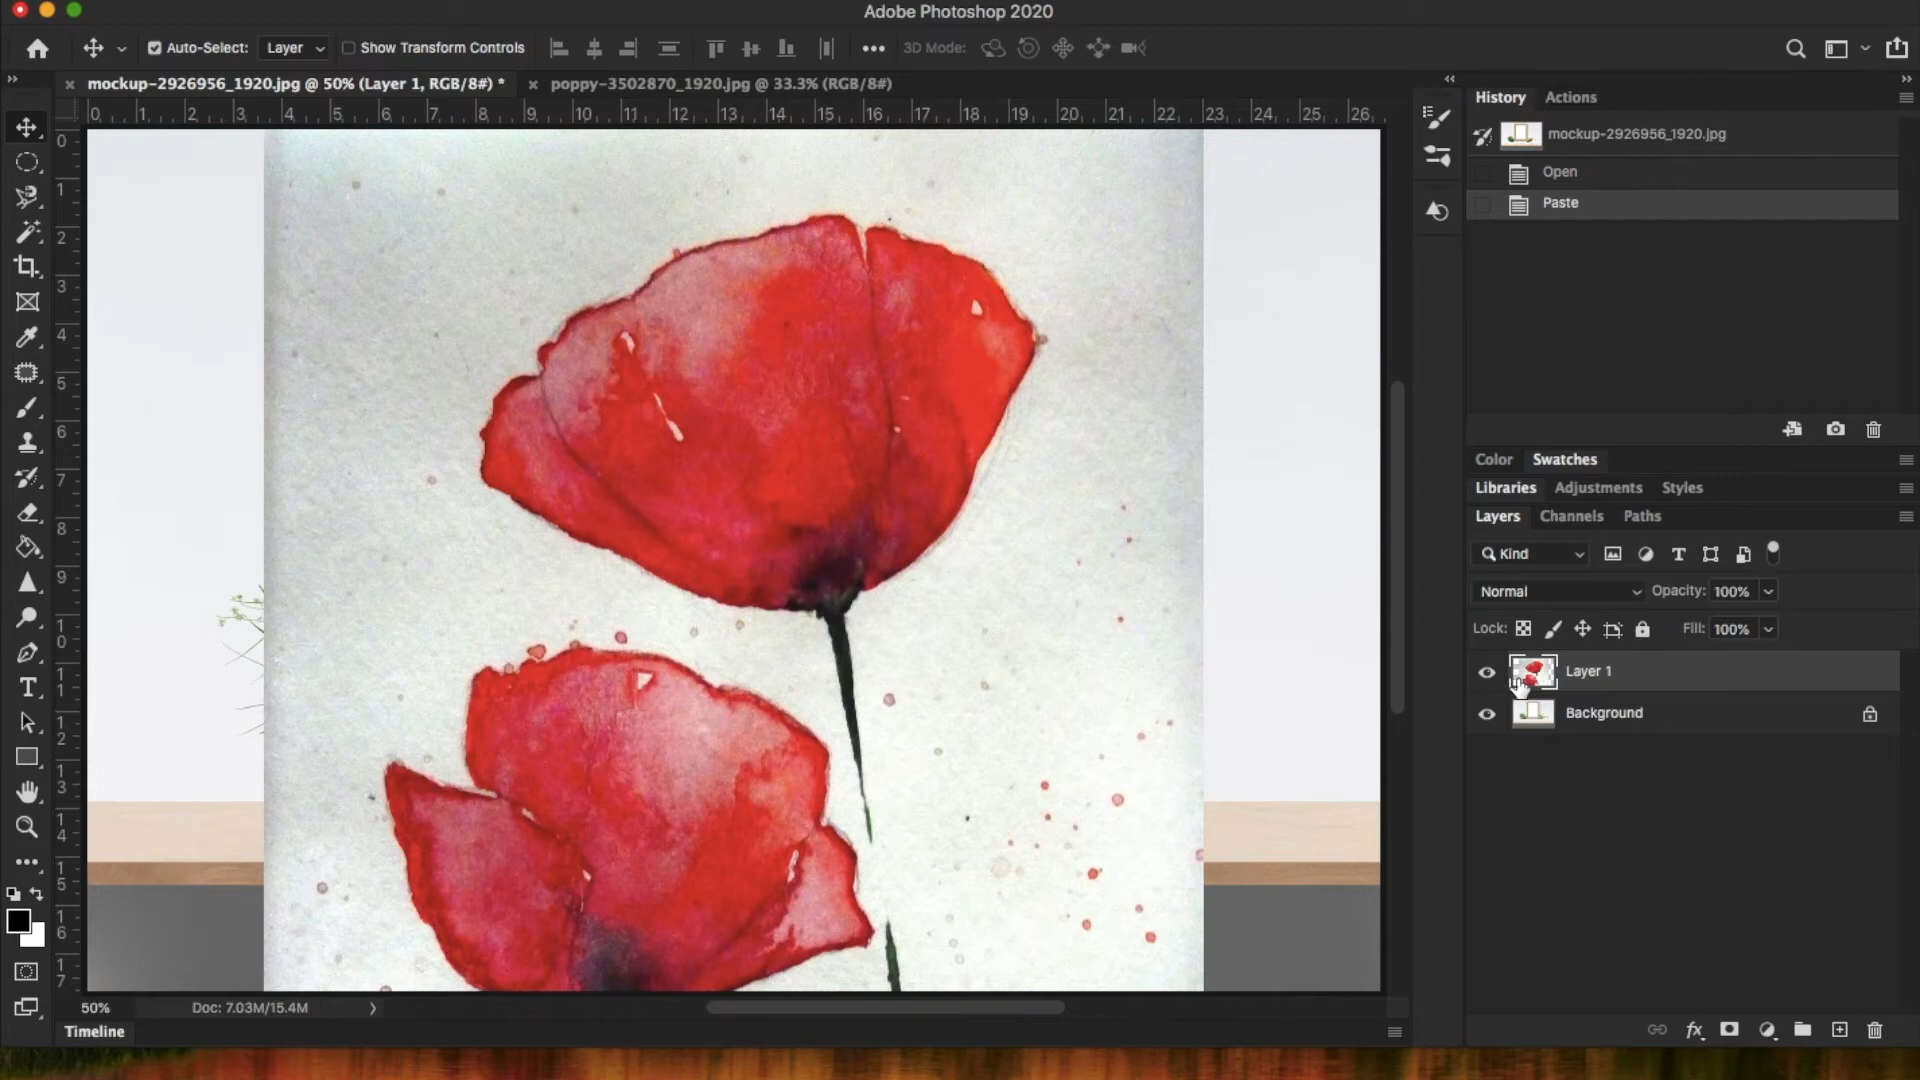 Adobe Photoshop 2020
Auto-Select: Layer Show Transform Controls ••• 3D Mode:
mockup-2926956_1920.jpg @ 50% (Layer 1, RGB/8#) * poppy-3502870_1920.jpg @ 33.3% (RGB/8#)
0 1 2 3 4 5 6 7 8 9 10 11 12 13 14 15 16 17 18 19 20 21 22 23 24 25 26
0
1
2
3
4
5
6
7
8
9
10
11
12
13
14
15
16
17
History Actions
mockup-2926956_1920.jpg
Open
Paste
Color Swatches
Libraries Adjustments Styles
Layers Channels Paths
Kind
Normal Opacity: 100%
Lock: Fill: 100%
Layer 1
Background
fx
50% Doc: 7.03M/15.4M
Timeline